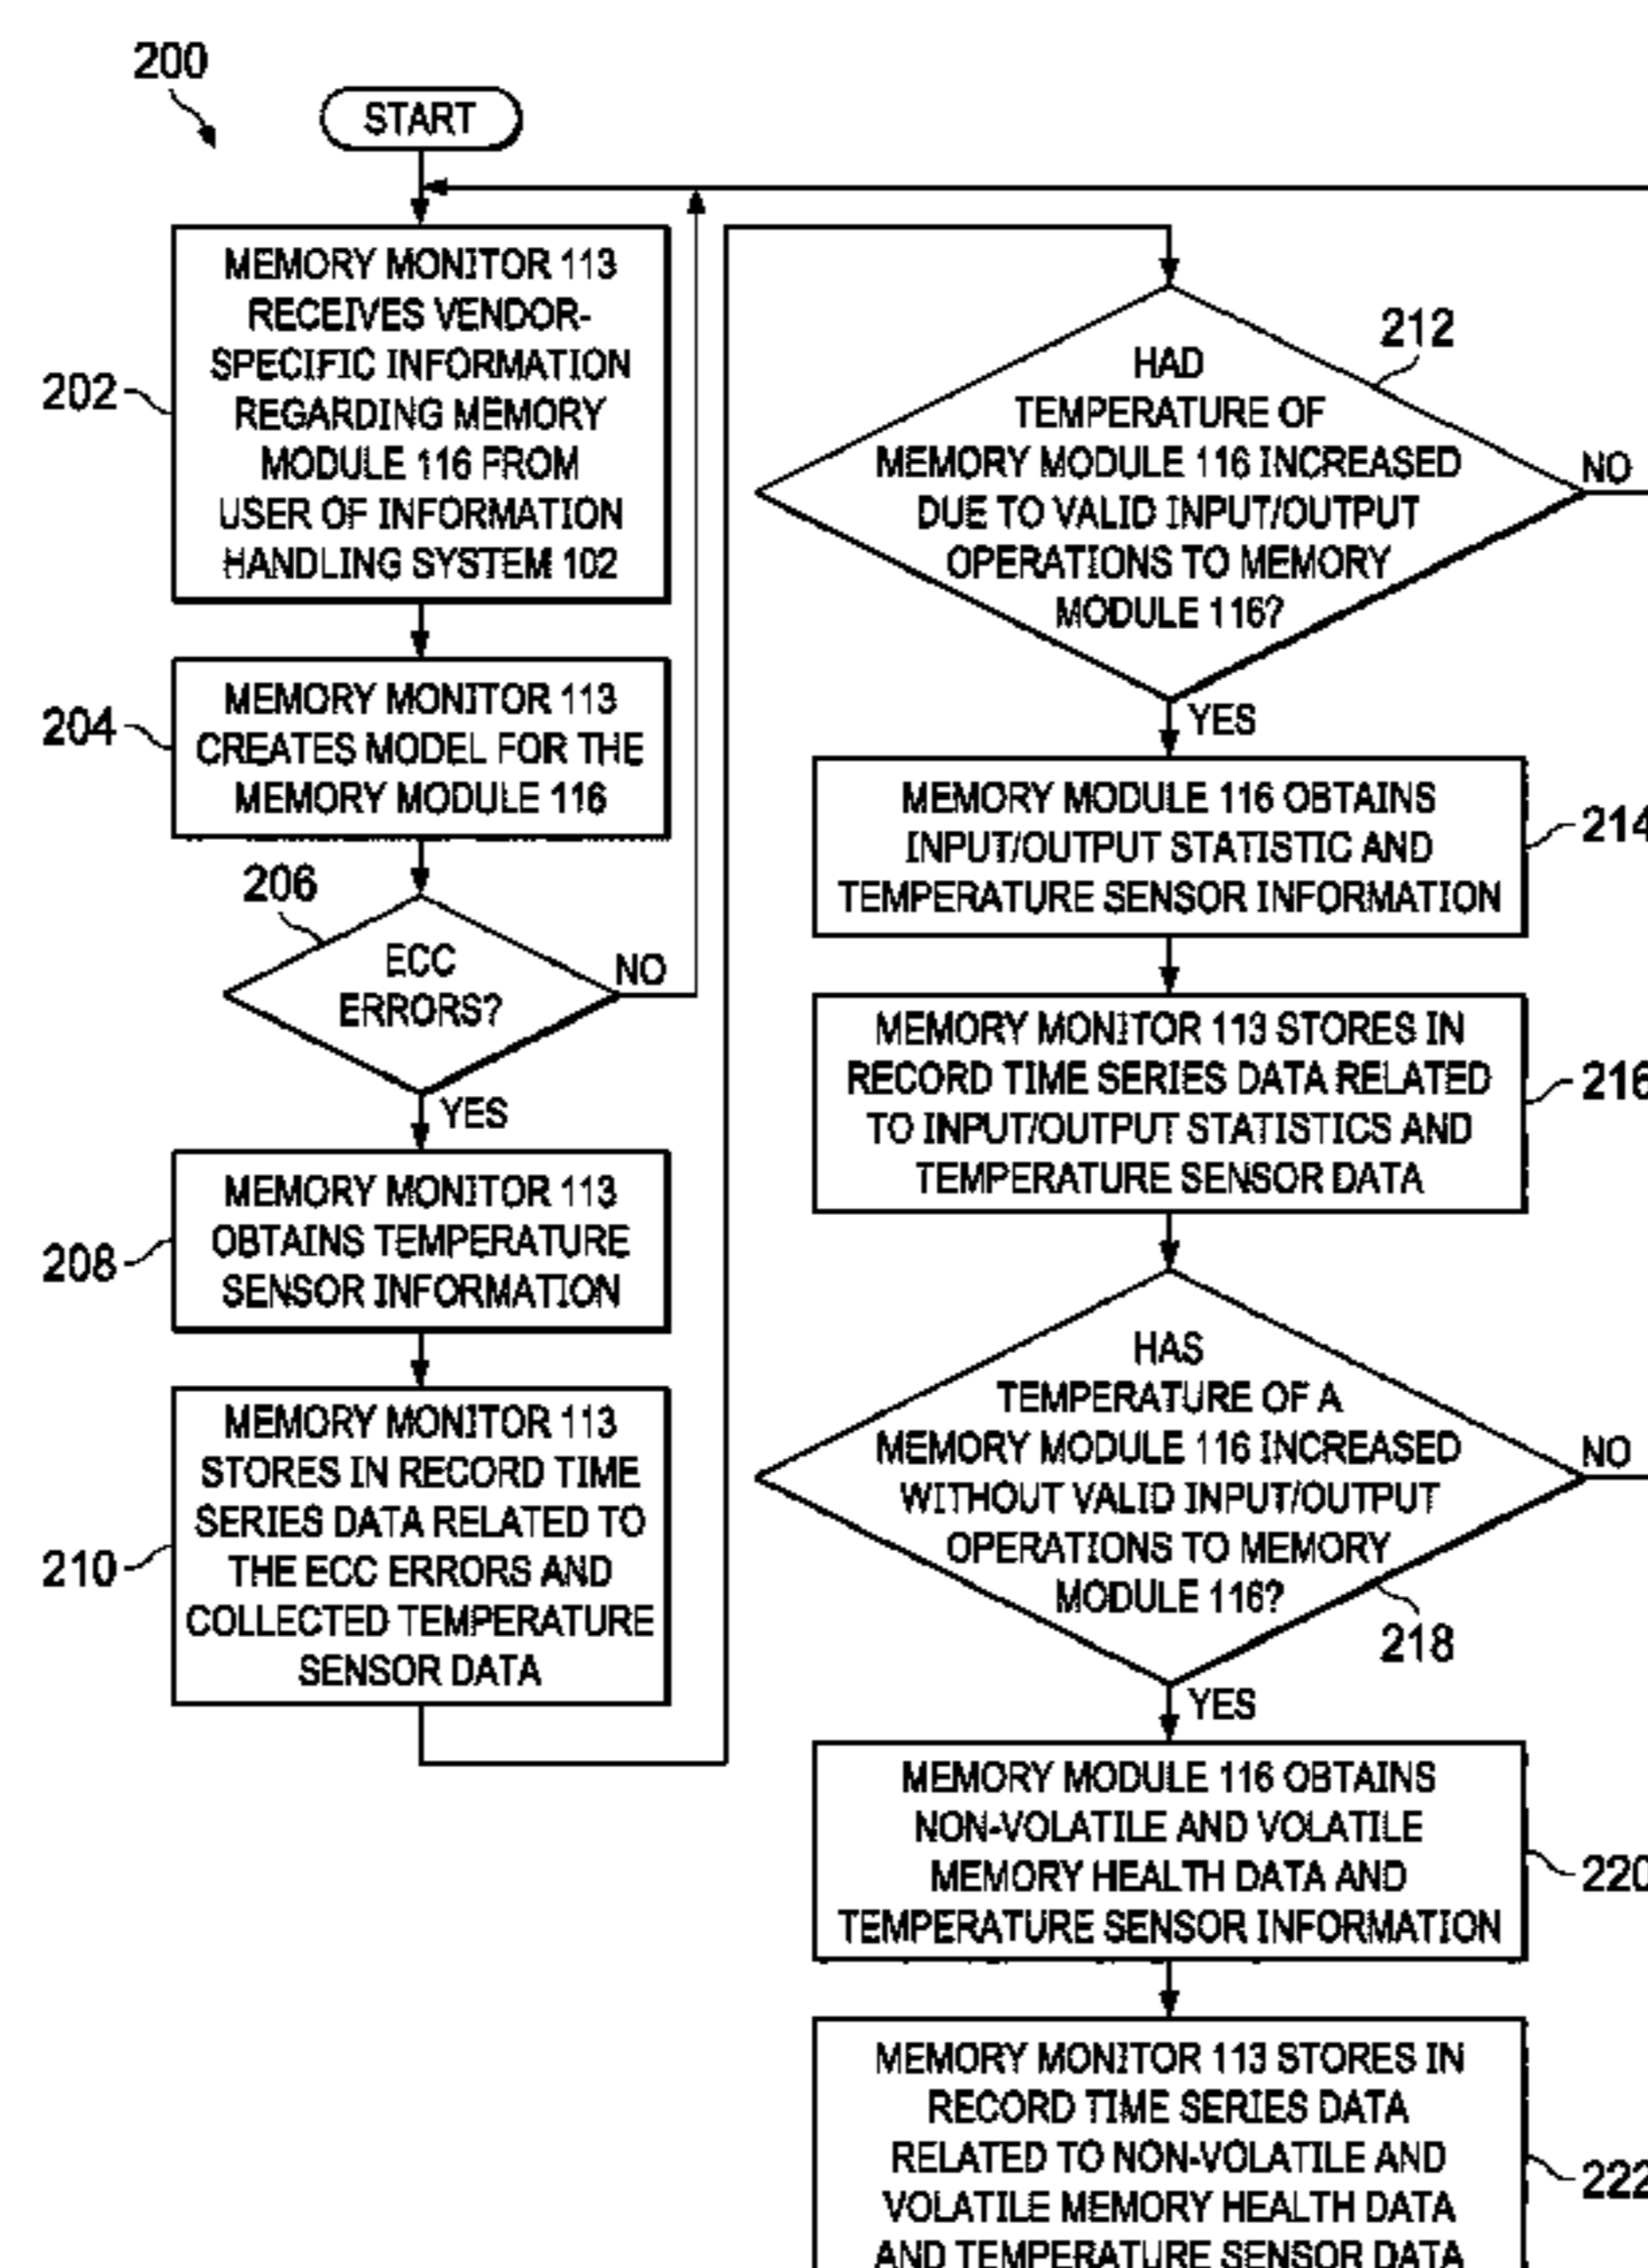 200
START
202
MEMORY MONITOR 113
RECEIVES VENDOR-
SPECIFIC INFORMATION
REGARDING MEMORY
MODULE 116 FROM
USER OF INFORMATION
HANDLING SYSTEM 102
204
MEMORY MONITOR 113
CREATES MODEL FOR THE
MEMORY MODULE 116
206
ECC
ERRORS?
NO
YES
208
MEMORY MONITOR 113
OBTAINS TEMPERATURE
SENSOR INFORMATION
210
MEMORY MONITOR 113
STORES IN RECORD TIME
SERIES DATA RELATED TO
THE ECC ERRORS AND
COLLECTED TEMPERATURE
SENSOR DATA
212
HAD
TEMPERATURE OF
MEMORY MODULE 116 INCREASED
DUE TO VALID INPUT/OUTPUT
OPERATIONS TO MEMORY
MODULE 116?
NO
YES
MEMORY MODULE 116 OBTAINS
INPUT/OUTPUT STATISTIC AND
TEMPERATURE SENSOR INFORMATION
214
MEMORY MONITOR 113 STORES IN
RECORD TIME SERIES DATA RELATED
TO INPUT/OUTPUT STATISTICS AND
TEMPERATURE SENSOR DATA
216
HAS
TEMPERATURE OF A
MEMORY MODULE 116 INCREASED
WITHOUT VALID INPUT/OUTPUT
OPERATIONS TO MEMORY
MODULE 116?
NO
218
YES
MEMORY MODULE 116 OBTAINS
NON-VOLATILE AND VOLATILE
MEMORY HEALTH DATA AND
TEMPERATURE SENSOR INFORMATION
220
MEMORY MONITOR 113 STORES IN
RECORD TIME SERIES DATA
RELATED TO NON-VOLATILE AND
VOLATILE MEMORY HEALTH DATA
AND TEMPERATURE SENSOR DATA
222